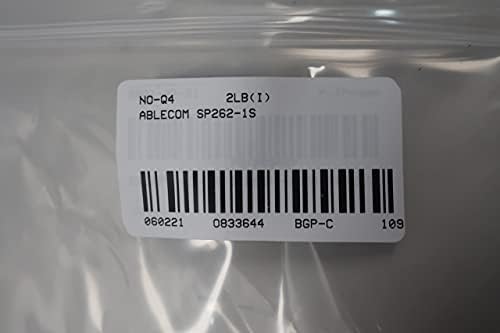 NO-Q4 2LB(I)
ABLECOM SP262-1S
060221 0833644 BGP-C 109